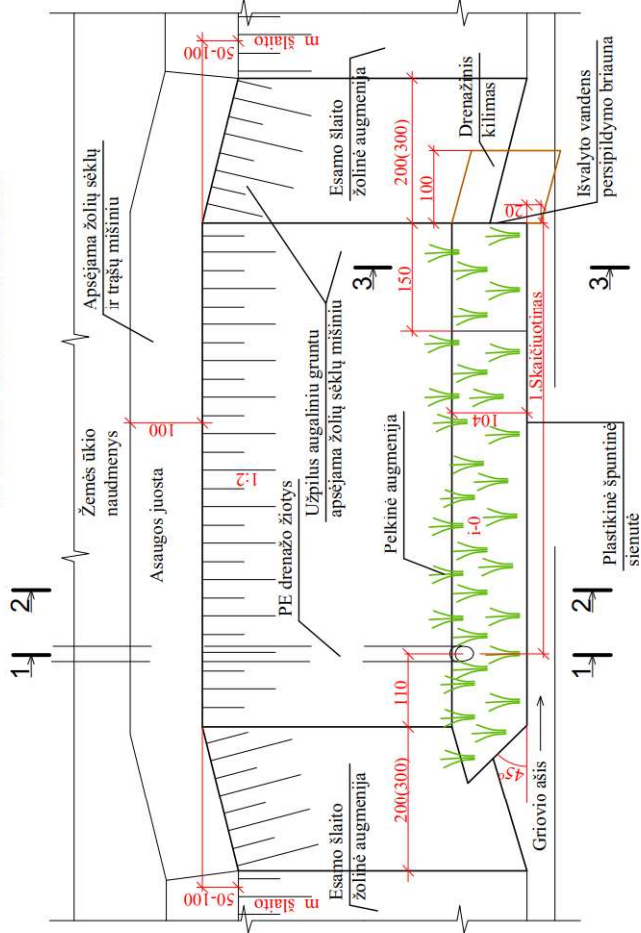 Apsėjama žolių sėklų
ir trąšų mišiniu
Žemės ūkio
naudmenys
Asaugos juosta
100
50-100
m šlaito
50-100
m šlaito
1:2
Užpilus augaliniu gruntu
apsėjama žolių sėklų mišiniu
PE drenažo žiotys
Esamo šlaito
žolinė augmenija
Esamo šlaito
žolinė augmenija
200(300)
200(300)
100
Drenažinis
kilimas
Išvalyto vandens
persipildymo briauna
20
150
110
Pelkinė augmenija
i-0
104
1.Skaičiuotiras
Plastikinė špuntinė
sienutė
45°
Griovio ašis
1
1
2
2
3
3